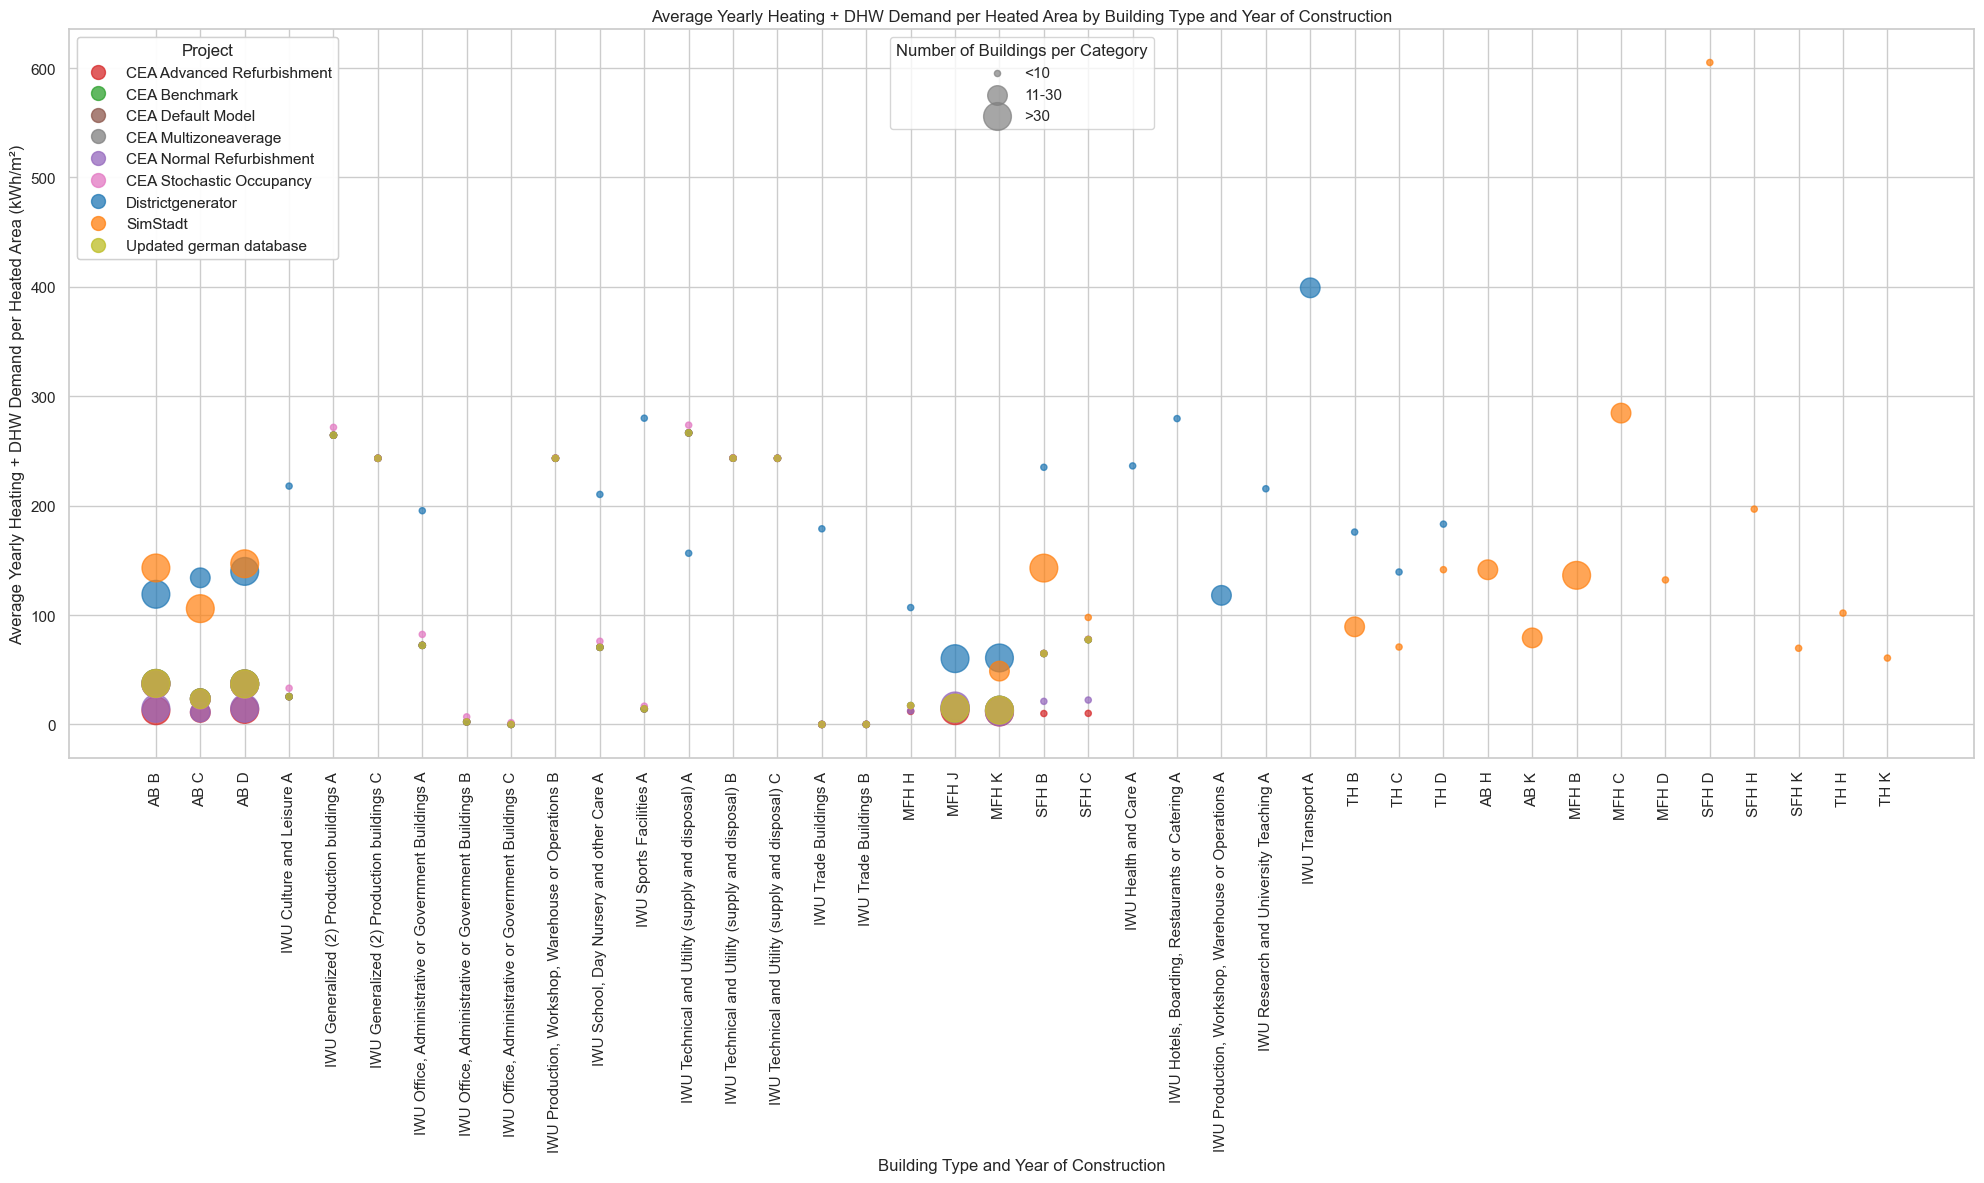 Average Yearly Heating + DHW Demand per Heated Area by Building Type and Year of Construction
Average Yearly Heating + DHW Demand per Heated Area (kWh/m²)
600
500
400
300
200
100
0
Project
CEA Advanced Refurbishment
CEA Benchmark
CEA Default Model
CEA Multizoneaverage
CEA Normal Refurbishment
CEA Stochastic Occupancy
Districtgenerator
SimStadt
Updated german database
Number of Buildings per Category
<10
11-30
>30
AB B
AB C
AB D
IWU Culture and Leisure A
IWU Generalized (2) Production buildings A
IWU Generalized (2) Production buildings C
IWU Office, Administrative or Government Buildings A
IWU Office, Administrative or Government Buildings B
IWU Office, Administrative or Government Buildings C
IWU Production, Workshop, Warehouse or Operations B
IWU School, Day Nursery and other Care A
IWU Sports Facilities A
IWU Technical and Utility (supply and disposal) A
IWU Technical and Utility (supply and disposal) B
IWU Technical and Utility (supply and disposal) C
IWU Trade Buildings A
IWU Trade Buildings B
MFH H
MFH J
MFH K
SFH B
SFH C
IWU Health and Care A
IWU Hotels, Boarding, Restaurants or Catering A
IWU Production, Workshop, Warehouse or Operations A
IWU Research and University Teaching A
IWU Transport A
TH B
TH C
TH D
AB H
AB K
MFH B
MFH C
MFH D
SFH D
SFH H
SFH K
TH H
TH K
Building Type and Year of Construction